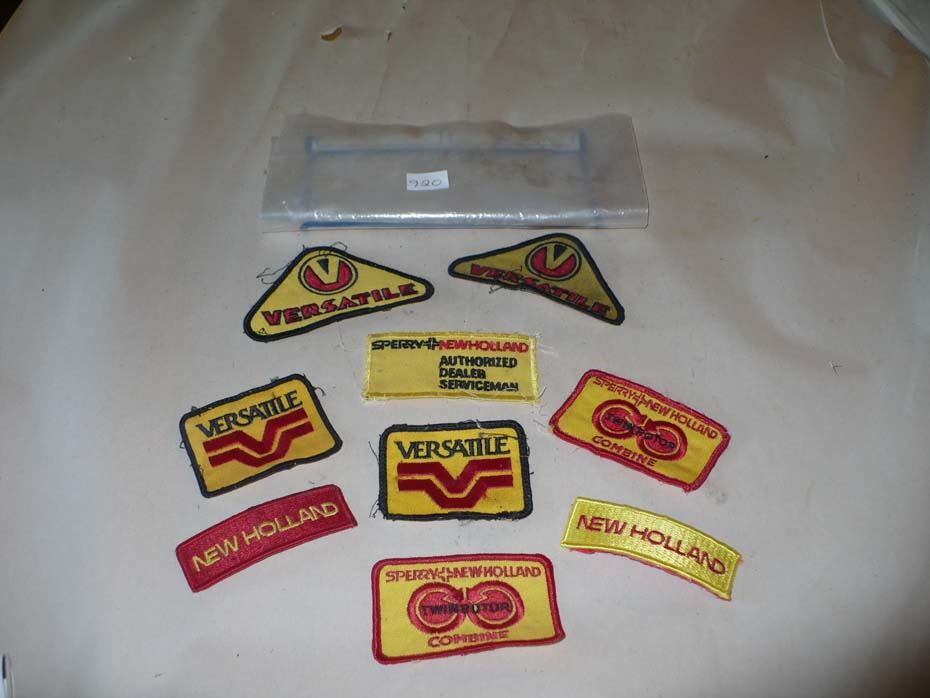 920
VERSATILE
VERSATILE
SPERRY NEW HOLLAND
AUTHORIZED
DEALER
SERVICEMAN
VERSATILE
VERSATILE
SPERRY NEW HOLLAND
TWIN ROTOR
COMBINE
NEW HOLLAND
NEW HOLLAND
SPERRY NEW HOLLAND
TWIN ROTOR
COMBINE